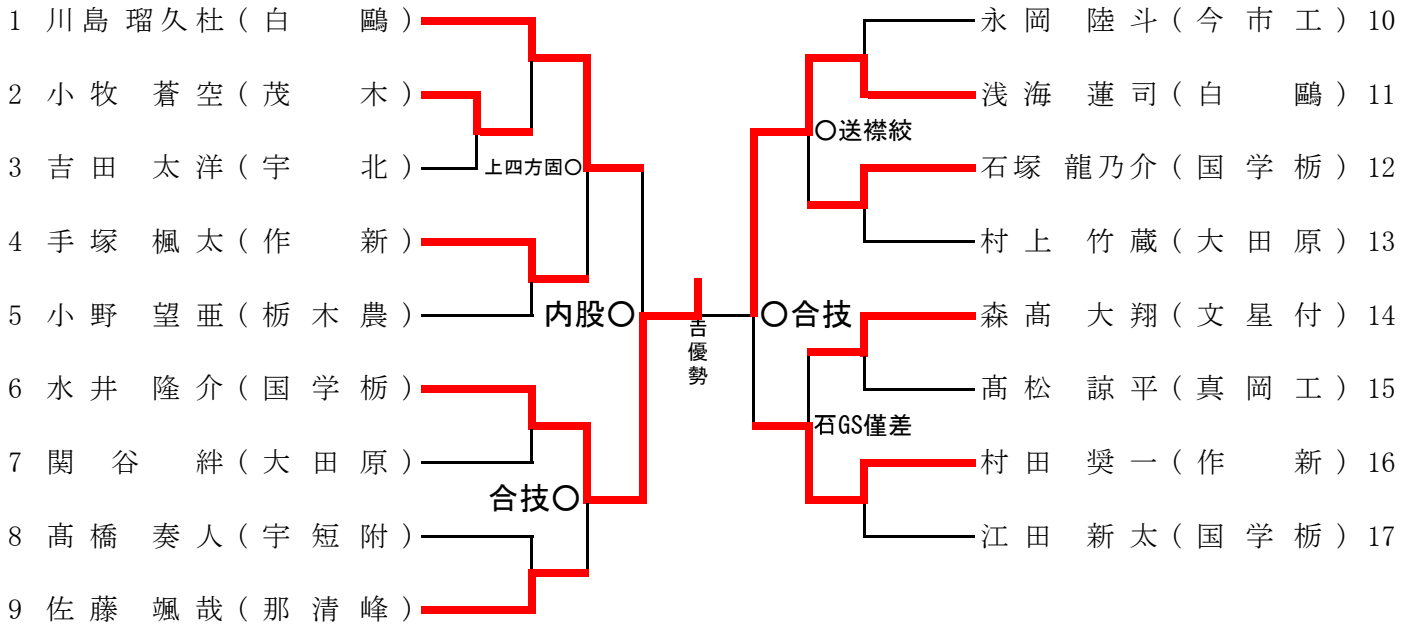 1 川島 瑠久杜(白 鷗)
2 小牧 蒼空(茂 木)
3 吉田 太洋(宇 北)
4 手塚 楓太(作 新)
5 小野 望亜(栃木農)
6 水井 隆介(国学栃)
7 関谷 絆(大田原)
8 髙橋 奏人(宇短附)
9 佐藤 颯哉(那清峰)
上四方固○
内股○
合技○
優勢
○送襟絞
○合技
GS僅差
永岡 陸斗(今市工) 10
浅海 蓮司(白 鷗) 11
石塚 龍乃介(国学栃) 12
村上 竹蔵(大田原) 13
森髙 大翔(文星付) 14
髙松 諒平(真岡工) 15
村田 奨一(作 新) 16
江田 新太(国学栃) 17